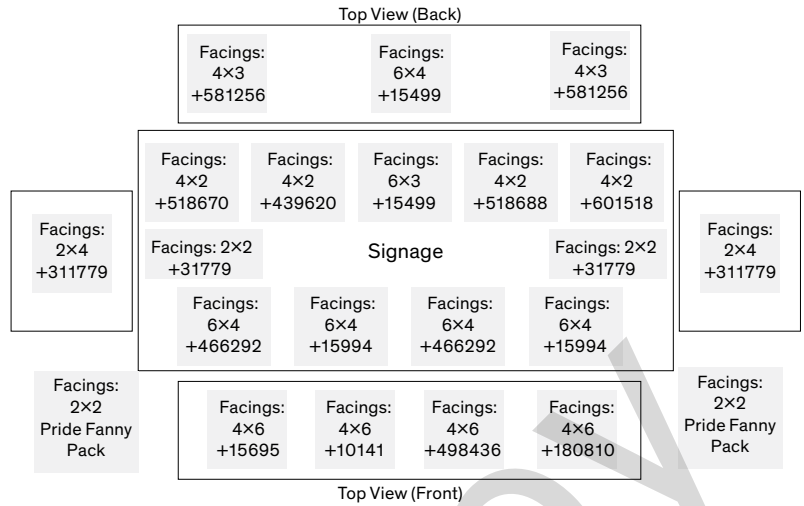 Top View (Back)
Facings:
4×3
+581256
Facings:
6×4
+15499
Facings:
4×3
+581256
Facings:
4×2
+518670
Facings:
4×2
+439620
Facings:
6×3
+15499
Facings:
4×2
+518688
Facings:
4×2
+601518
Facings:
2×4
+311779
Facings: 2×2
+31779
Signage
Facings: 2×2
+31779
Facings:
2×4
+311779
Facings:
6×4
+466292
Facings:
6×4
+15994
Facings:
6×4
+466292
Facings:
6×4
+15994
Facings:
2×2
Pride Fanny
Pack
Facings:
4×6
+15695
Facings:
4×6
+10141
Facings:
4×6
+498436
Facings:
4×6
+180810
Facings:
2×2
Pride Fanny
Pack
Top View (Front)